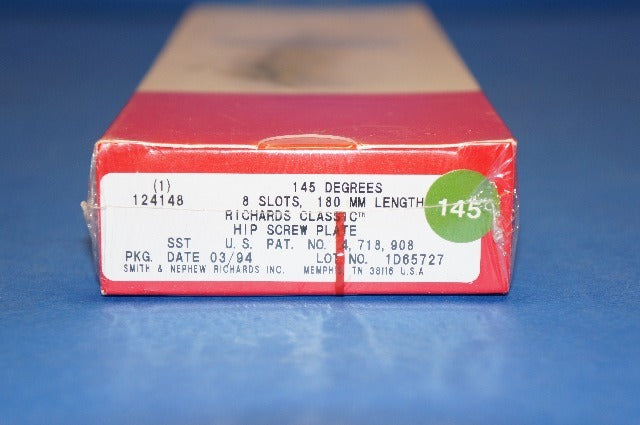 (1) 145 DEGREES
124148 8 SLOTS, 180 MM LENGTH
RICHARDS CLASSIC™
HIP SCREW PLATE
SST U.S. PAT. NO. 4,718,908
PKG. DATE 03/94 LOT NO. 1D65727
SMITH & NEPHEW RICHARDS INC. MEMPHIS, TN 38116 U.S.A
145°